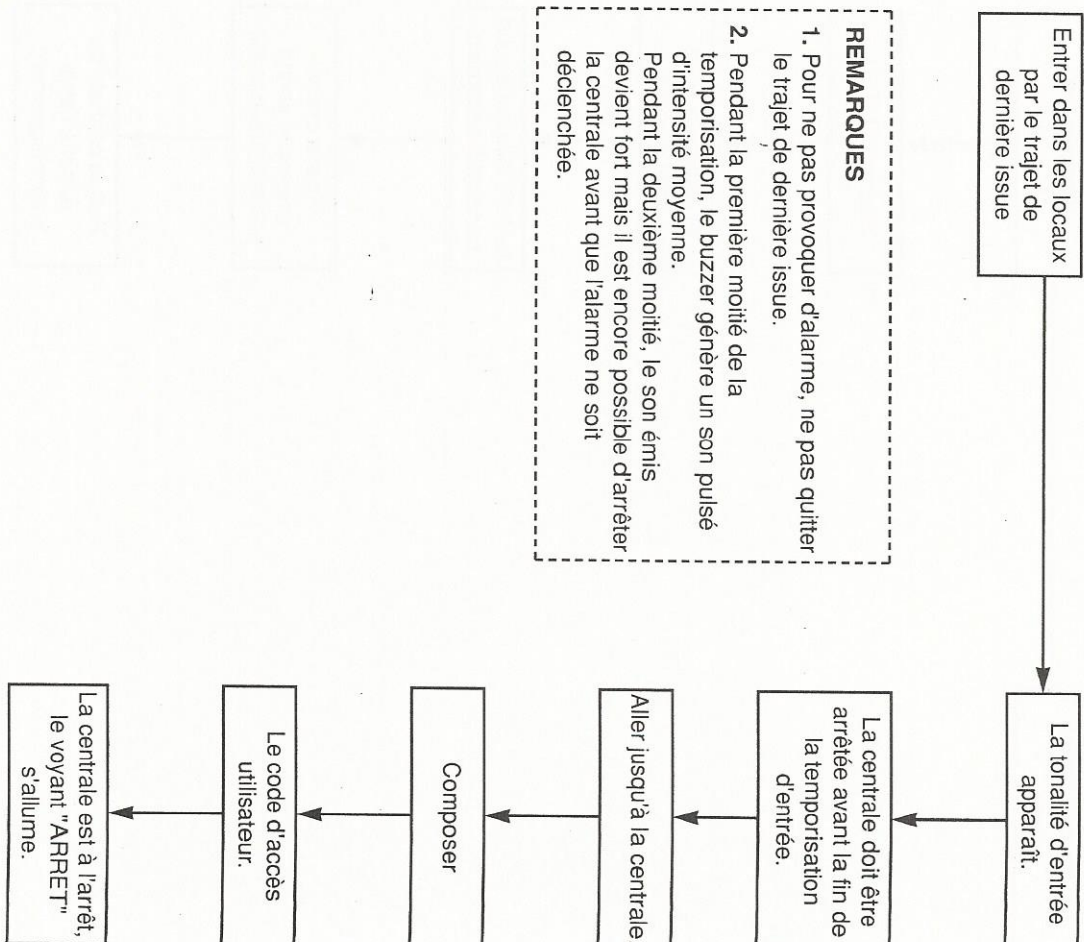 Entrer dans les locaux
par le trajet de
dernière issue
La tonalité d'entrée
apparaît.
La centrale doit être
arrêtée avant la fin de
la temporisation
d'entrée.
Aller jusqu'à la centrale
Composer
Le code d'accès
utilisateur.
La centrale est à l'arrêt,
le voyant "ARRET"
s'allume.
REMARQUES
1. Pour ne pas provoquer d'alarme, ne pas quitter
le trajet de dernière issue.
2. Pendant la première moitié de la
temporisation, le buzzer génère un son pulsé
d'intensité moyenne.
Pendant la deuxième moitié, le son émis
devient fort mais il est encore possible d'arrêter
la centrale avant que l'alarme ne soit
déclenchée.